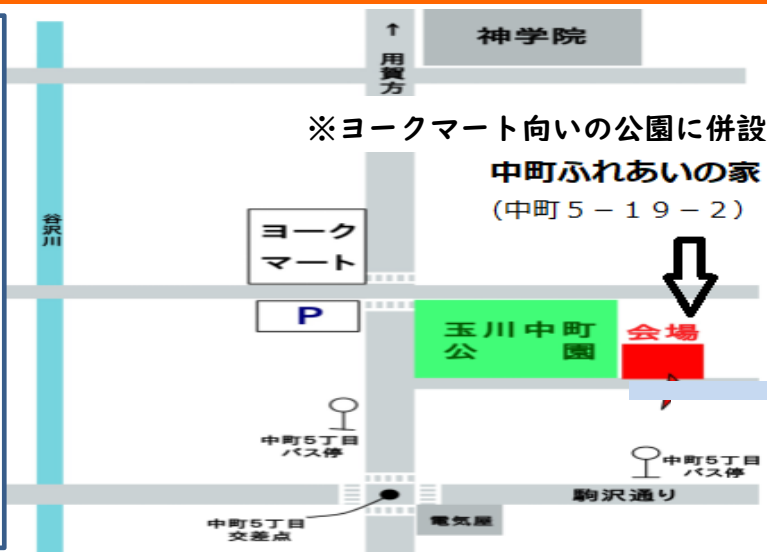 ↑
用賀方
神学院
※ヨークマート向いの公園に併設
中町ふれあいの家
(中町5－19－2)
谷沢川
ヨーク
マート
P
玉川中町
公園
会場
中町5丁目
バス停
中町5丁目
バス停
駒沢通り
中町5丁目
交差点
電気屋